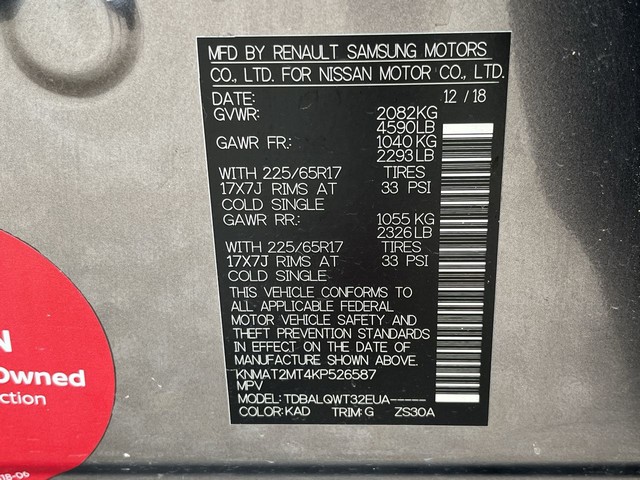 MFD BY RENAULT SAMSUNG MOTORS
CO., LTD. FOR NISSAN MOTOR CO., LTD.
DATE: 12 / 18
GVWR: 2082KG
4590LB
GAWR FR.: 1040 KG
2293 LB
WITH 225/65R17 TIRES
17X7J RIMS AT 33 PSI
COLD SINGLE
GAWR RR.: 1055 KG
2326 LB
WITH 225/65R17 TIRES
17X7J RIMS AT 33 PSI
COLD SINGLE
THIS VEHICLE CONFORMS TO
ALL APPLICABLE FEDERAL
MOTOR VEHICLE SAFETY AND
THEFT PREVENTION STANDARDS
IN EFFECT ON THE DATE OF
MANUFACTURE SHOWN ABOVE.
KNMAT2MT4KP526587
MPV
MODEL: TDBALQWT32EUA------
COLOR: KAD TRIM: G ZS30A
N
Owned
ction
18-06